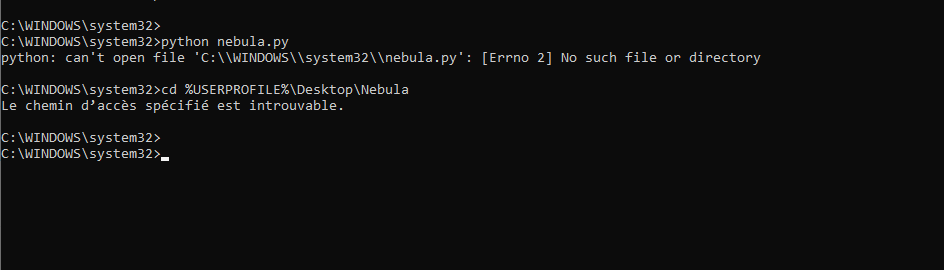 C:\WINDOWS\system32>
C:\WINDOWS\system32>python nebula.py
python: can't open file 'C:\\WINDOWS\\system32\\nebula.py': [Errno 2] No such file or directory
C:\WINDOWS\system32>cd %USERPROFILE%\Desktop\Nebula
Le chemin d’accès spécifié est introuvable.
C:\WINDOWS\system32>
C:\WINDOWS\system32>